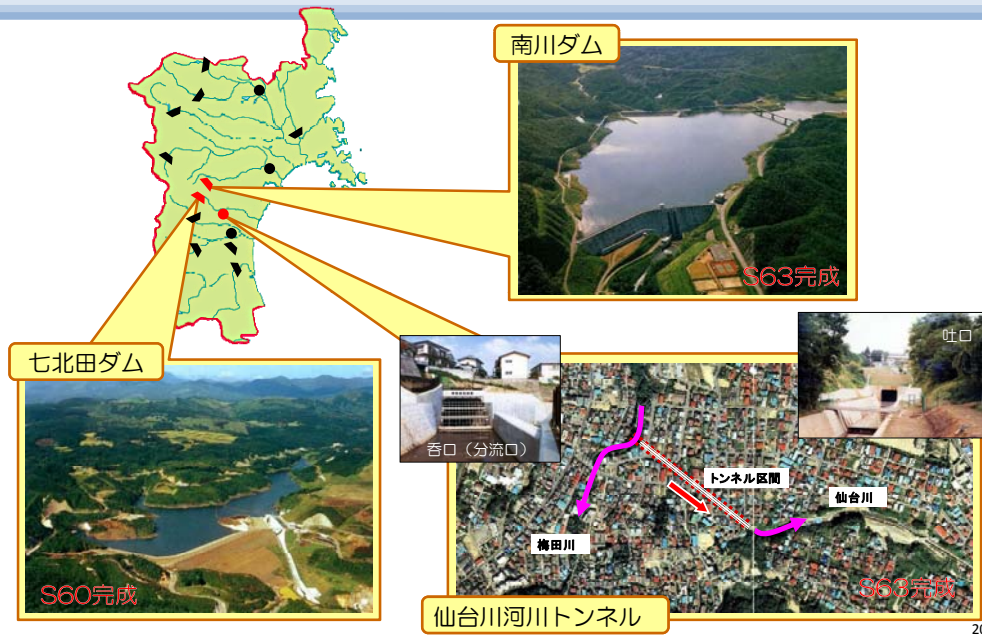 南川ダム
S63完成
七北田ダム
S60完成
呑口（分流口）
吐口
トンネル区間
仙台川
梅田川
S63完成
仙台川河川トンネル
20